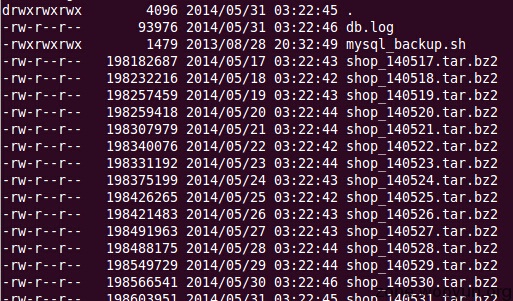 drwxrwxrwx        4096 2014/05/31 03:22:45 .
-rw-r--r--       93976 2014/05/31 03:22:46 db.log
-rwxrwxrwx        1479 2013/08/28 20:32:49 mysql_backup.sh
-rw-r--r--   198182687 2014/05/17 03:22:43 shop_140517.tar.bz2
-rw-r--r--   198232216 2014/05/18 03:22:42 shop_140518.tar.bz2
-rw-r--r--   198257459 2014/05/19 03:22:43 shop_140519.tar.bz2
-rw-r--r--   198259418 2014/05/20 03:22:44 shop_140520.tar.bz2
-rw-r--r--   198307979 2014/05/21 03:22:44 shop_140521.tar.bz2
-rw-r--r--   198340076 2014/05/22 03:22:42 shop_140522.tar.bz2
-rw-r--r--   198331192 2014/05/23 03:22:44 shop_140523.tar.bz2
-rw-r--r--   198375199 2014/05/24 03:22:43 shop_140524.tar.bz2
-rw-r--r--   198426265 2014/05/25 03:22:42 shop_140525.tar.bz2
-rw-r--r--   198421483 2014/05/26 03:22:43 shop_140526.tar.bz2
-rw-r--r--   198491963 2014/05/27 03:22:43 shop_140527.tar.bz2
-rw-r--r--   198488175 2014/05/28 03:22:44 shop_140528.tar.bz2
-rw-r--r--   198549729 2014/05/29 03:22:44 shop_140529.tar.bz2
-rw-r--r--   198566541 2014/05/30 03:22:46 shop_140530.tar.bz2
-rw-r--r--   198603951 2014/05/31 03:22:45